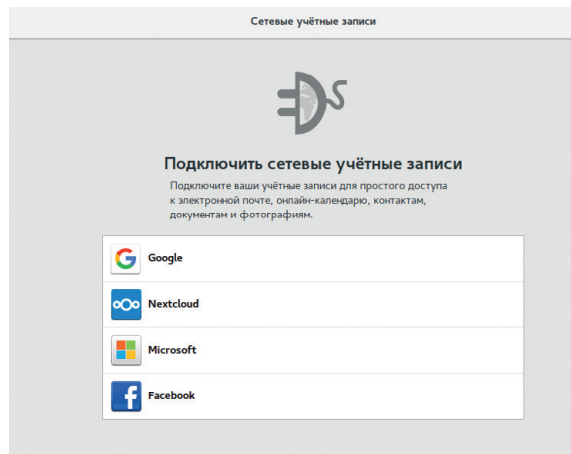 Сетевые учётные записи
Подключить сетевые учётные записи
Подключите ваши учётные записи для простого доступа
к электронной почте, онлайн-календарю, контактам,
документам и фотографиям.
Google
Nextcloud
Microsoft
Facebook